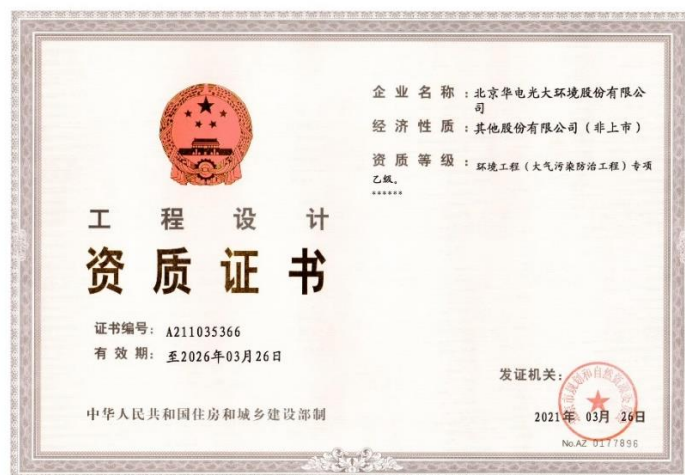 工程设计
资质证书
证书编号: A211035366
有效期: 至2026年03月26日
中华人民共和国住房和城乡建设部制
企业名称：北京华电光大环境股份有限公
司
经济性质：其他股份有限公司（非上市）
资质等级：环境工程（大气污染防治工程）专项
乙级。
******
发证机关：
2021年 03月 26日
No.AZ 0177896